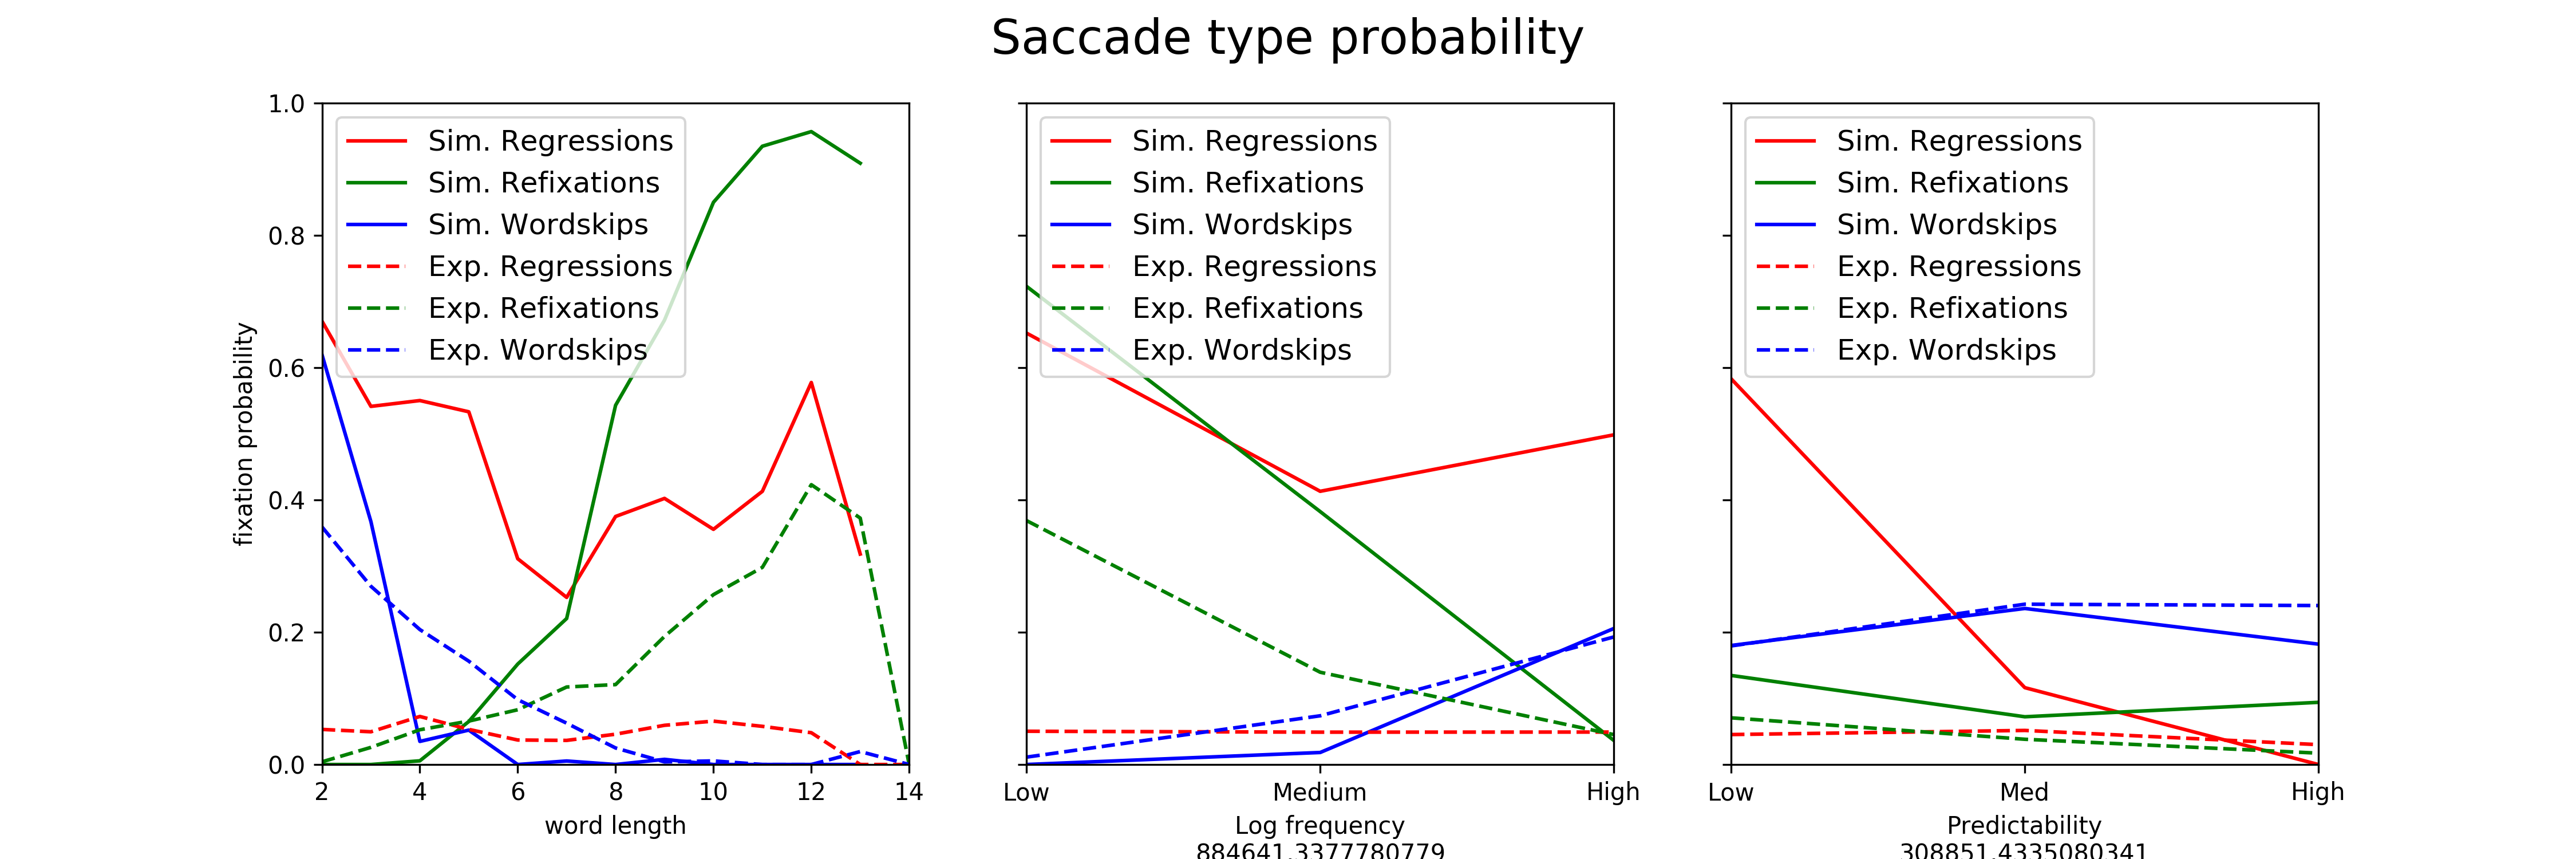 Saccade type probability
1.0
0.8
0.6
0.4
0.2
0.0
fixation probability
Sim. Regressions
Sim. Refixations
Sim. Wordskips
Exp. Regressions
Exp. Refixations
Exp. Wordskips
2 4 6 8 10 12 14
word length
Sim. Regressions
Sim. Refixations
Sim. Wordskips
Exp. Regressions
Exp. Refixations
Exp. Wordskips
Low Medium High
Log frequency
884641.3377780779
Sim. Regressions
Sim. Refixations
Sim. Wordskips
Exp. Regressions
Exp. Refixations
Exp. Wordskips
Low Med High
Predictability
308851.4335080341